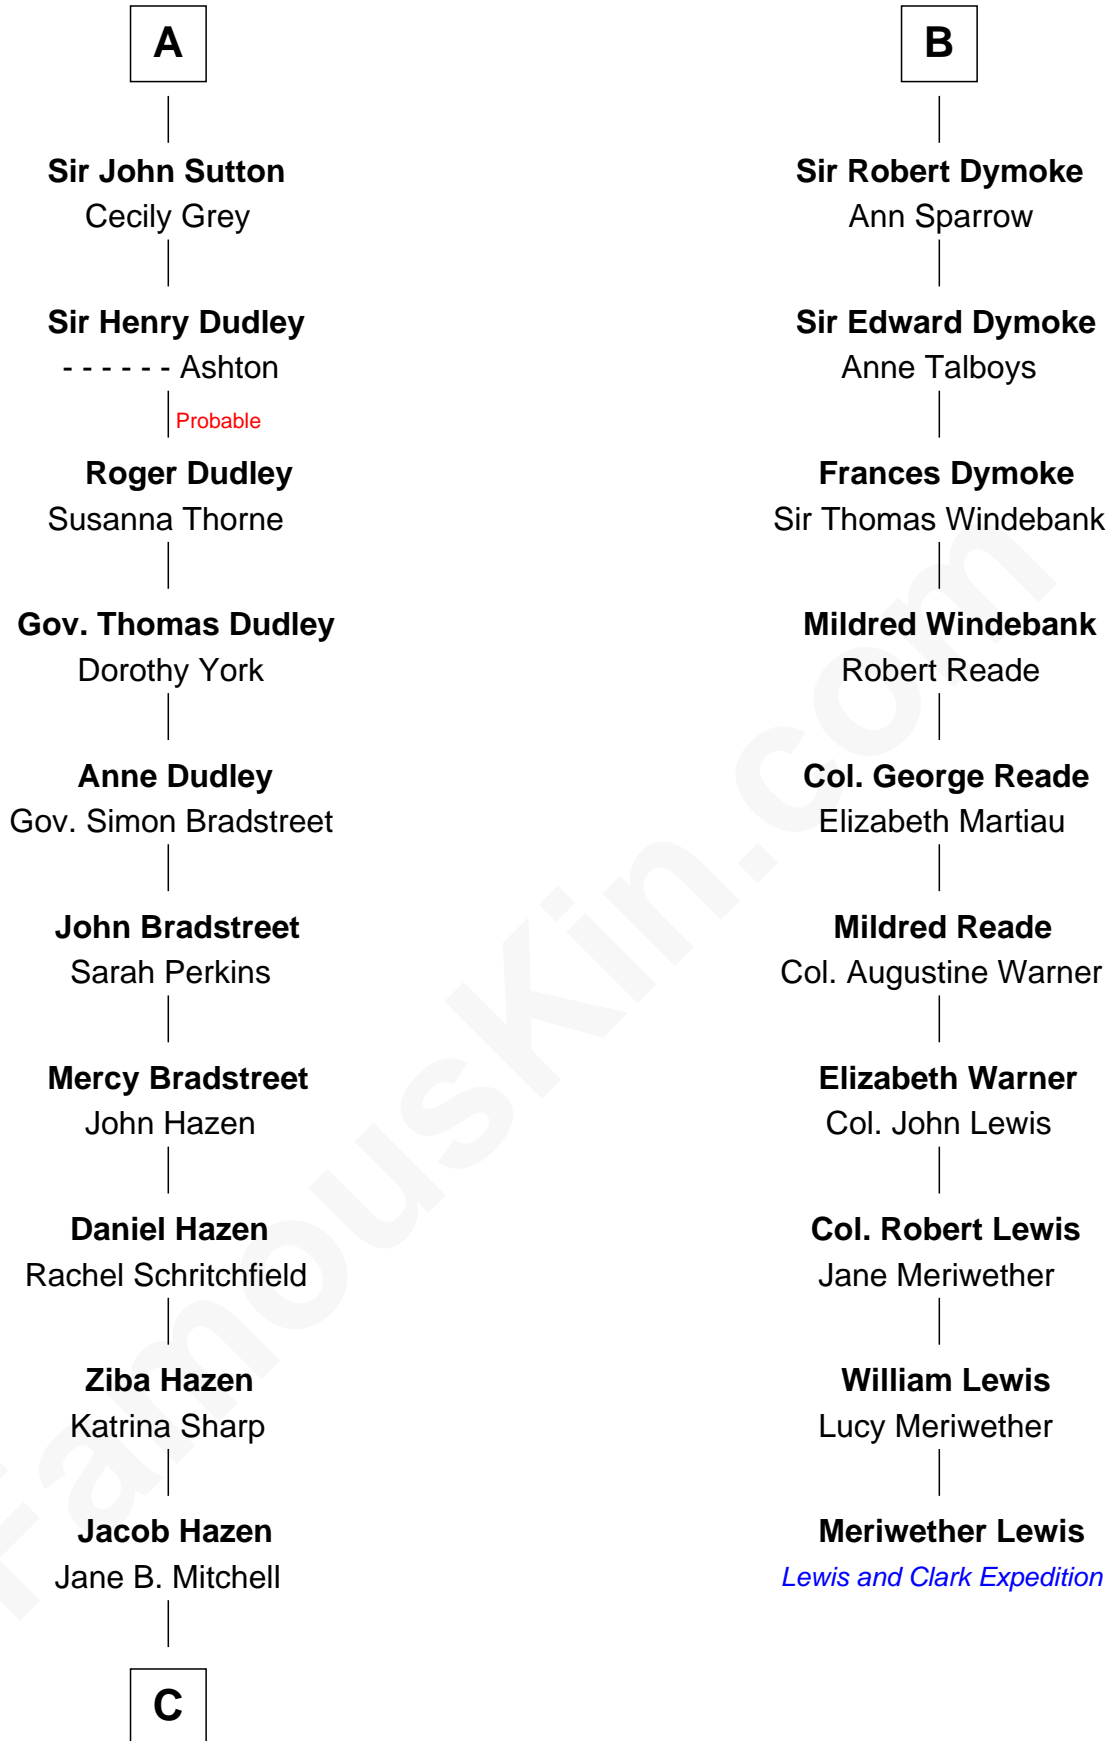 A
Sir John Sutton
Cecily Grey
Sir Henry Dudley
- - - - - - Ashton
Probable
Roger Dudley
Susanna Thorne
Gov. Thomas Dudley
Dorothy York
Anne Dudley
Gov. Simon Bradstreet
John Bradstreet
Sarah Perkins
Mercy Bradstreet
John Hazen
Daniel Hazen
Rachel Schritchfield
Ziba Hazen
Katrina Sharp
Jacob Hazen
Jane B. Mitchell
C
B
Sir Robert Dymoke
Ann Sparrow
Sir Edward Dymoke
Anne Talboys
Frances Dymoke
Sir Thomas Windebank
Mildred Windebank
Robert Reade
Col. George Reade
Elizabeth Martiau
Mildred Reade
Col. Augustine Warner
Elizabeth Warner
Col. John Lewis
Col. Robert Lewis
Jane Meriwether
William Lewis
Lucy Meriwether
Meriwether Lewis
Lewis and Clark Expedition
FamousKin.com